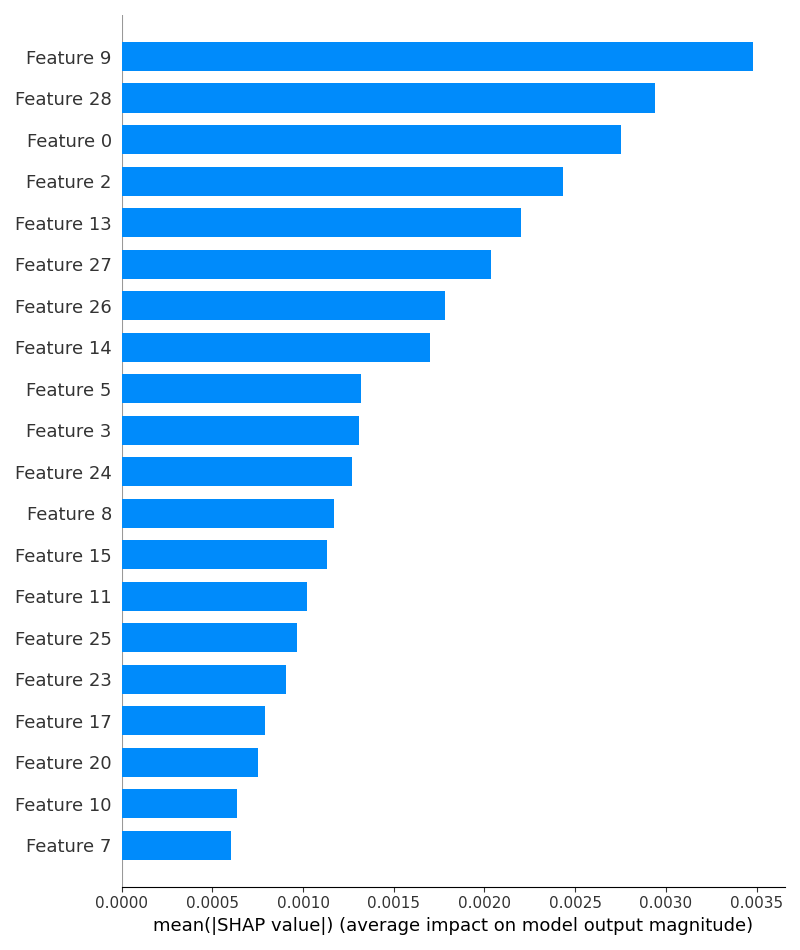 Feature 9
Feature 28
Feature 0
Feature 2
Feature 13
Feature 27
Feature 26
Feature 14
Feature 5
Feature 3
Feature 24
Feature 8
Feature 15
Feature 11
Feature 25
Feature 23
Feature 17
Feature 20
Feature 10
Feature 7
0.0000 0.0005 0.0010 0.0015 0.0020 0.0025 0.0030 0.0035
mean(|SHAP value|) (average impact on model output magnitude)